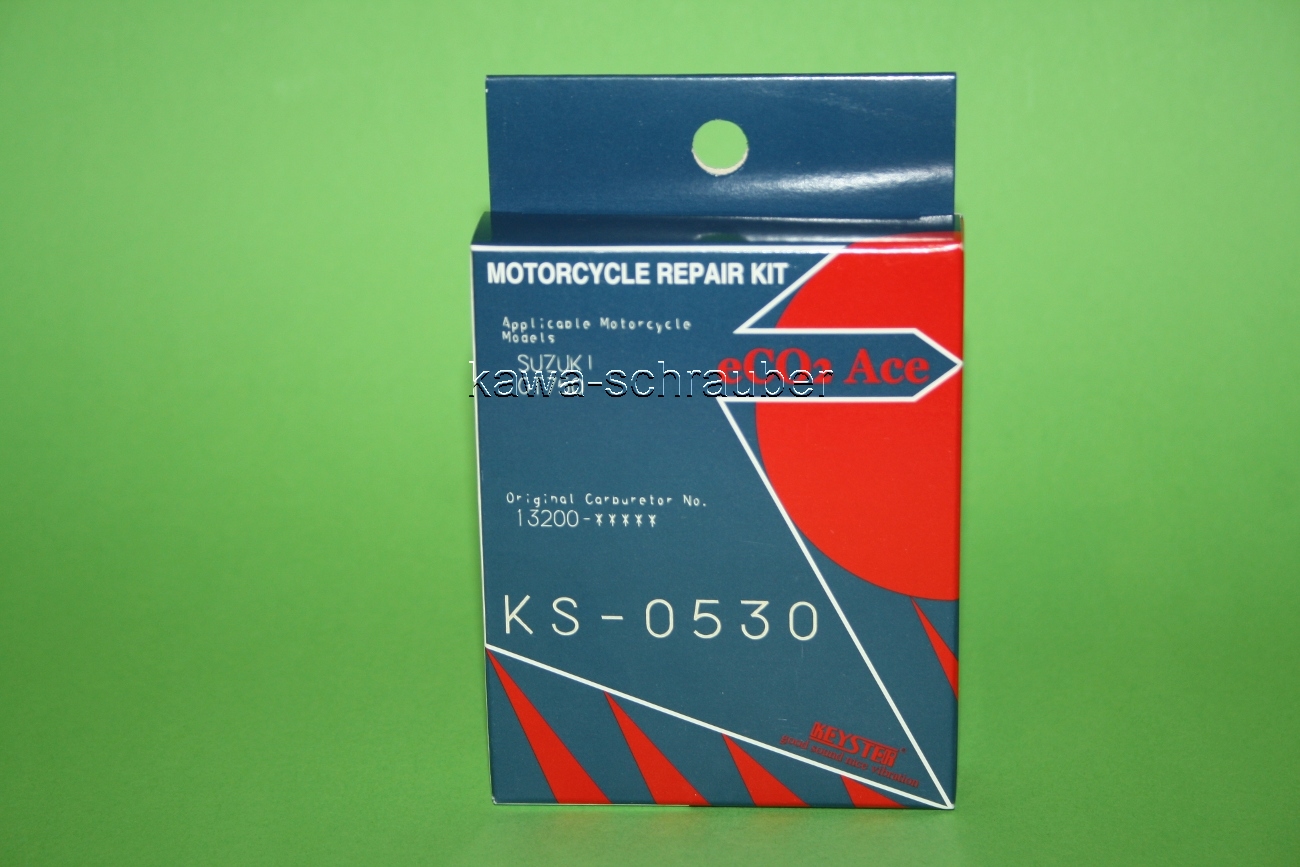 MOTORCYCLE REPAIR KIT
Applicable Motorcycle
Models
SUZUKI
kawa-schrauber
eCO2 Ace
Original Carburetor No.
13200-*****
KS-0530
KEYSTER